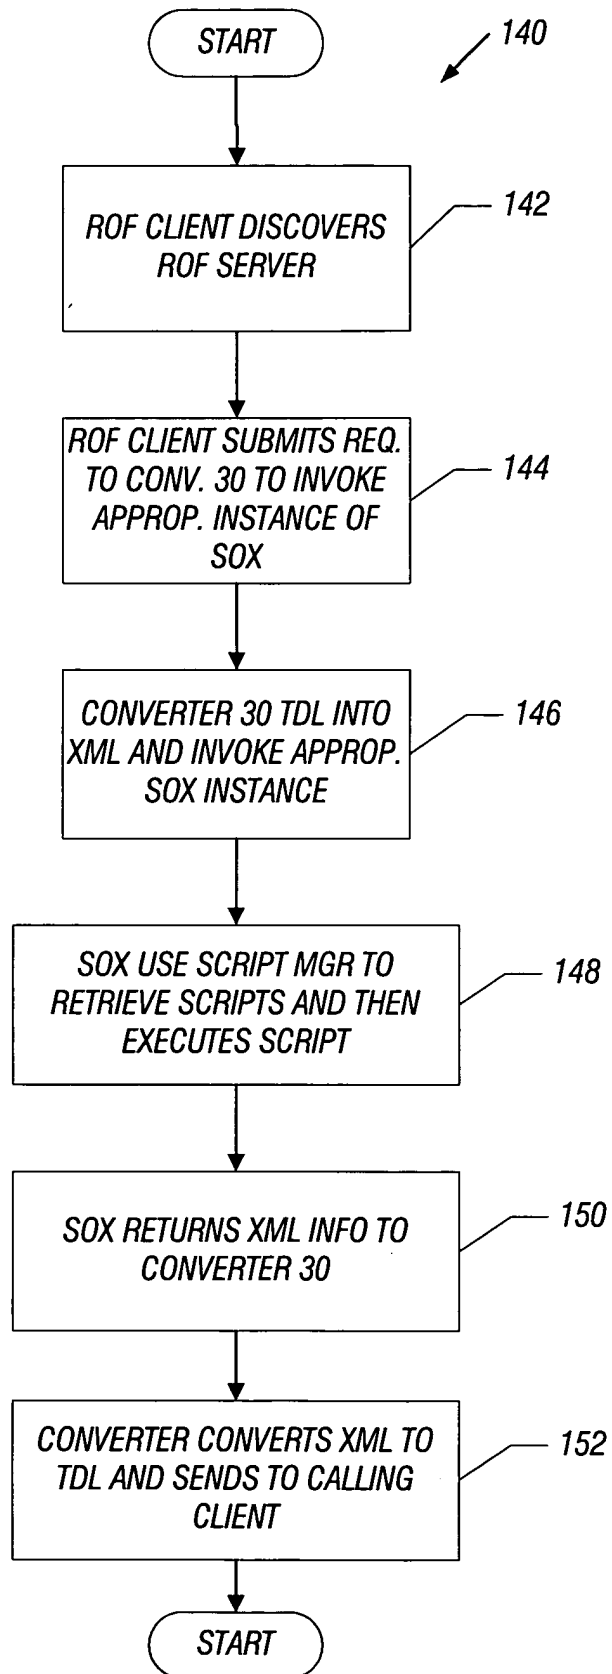 START
140
ROF CLIENT DISCOVERS
ROF SERVER
142
ROF CLIENT SUBMITS REQ.
TO CONV. 30 TO INVOKE
APPROP. INSTANCE OF
SOX
144
CONVERTER 30 TDL INTO
XML AND INVOKE APPROP.
SOX INSTANCE
146
SOX USE SCRIPT MGR TO
RETRIEVE SCRIPTS AND THEN
EXECUTES SCRIPT
148
SOX RETURNS XML INFO TO
CONVERTER 30
150
CONVERTER CONVERTS XML TO
TDL AND SENDS TO CALLING
CLIENT
152
START